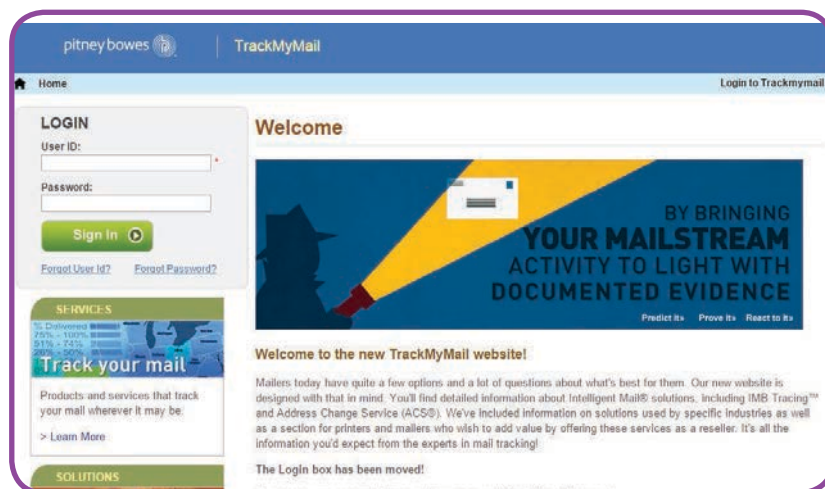 pitney bowes
TrackMyMail
Home
Login to Trackmymail
LOGIN
User ID:
*
Password:
Sign In
Forgot User Id? Forgot Password?
SERVICES
% Delivered
75% - 100%
51% - 74%
26% - 50%
Track your mail
Products and services that track
your mail wherever it may be.
> Learn More
SOLUTIONS
Welcome
BY BRINGING
YOUR MAILSTREAM
ACTIVITY TO LIGHT WITH
DOCUMENTED EVIDENCE
Predict it» Prove it» React to it»
Welcome to the new TrackMyMail website!
Mailers today have quite a few options and a lot of questions about what's best for them. Our new website is
designed with that in mind. You'll find detailed information about Intelligent Mail® solutions, including IMB Tracing™
and Address Change Service (ACS®). We've included information on solutions used by specific industries as well
as a section for printers and mailers who wish to add value by offering these services as a reseller. It's all the
information you'd expect from the experts in mail tracking!
The Login box has been moved!